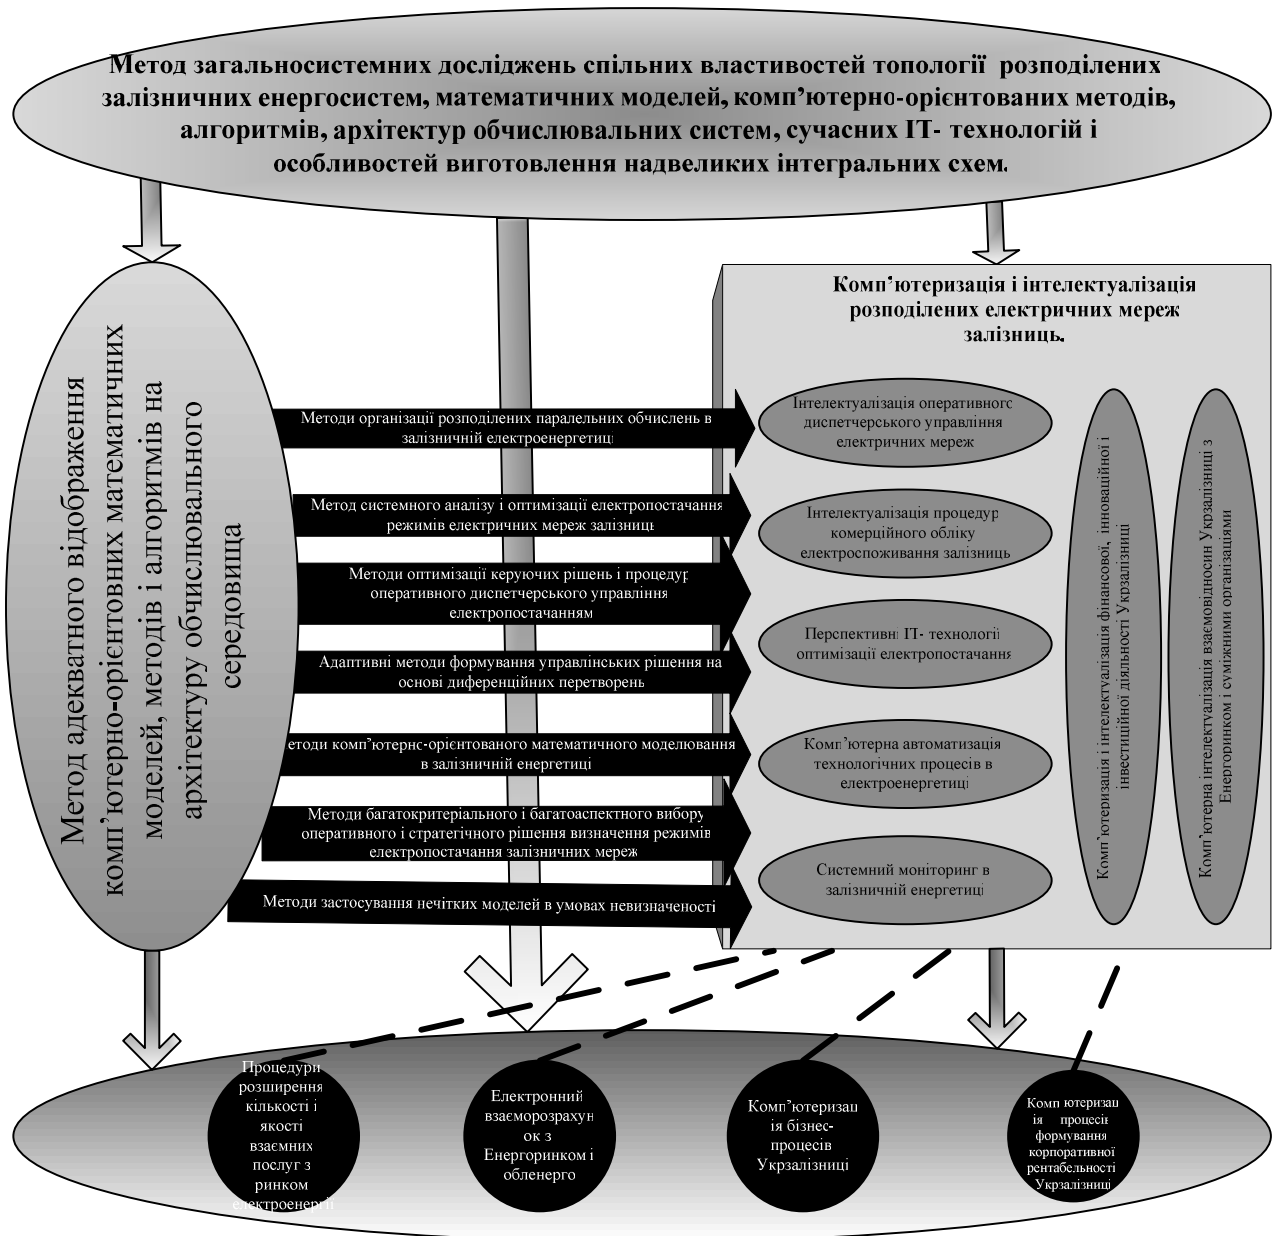 Метод загальносистемних досліджень спільних властивостей топології розподілених
залізничних енергосистем, математичних моделей, комп’ютерно-орієнтованих методів,
алгоритмів, архітектур обчислювальних систем, сучасних ІТ- технологій і
особливостей виготовлення надвеликих інтегральних схем.
Метод адекватного відображення
комп’ютерно-орієнтовних математичних
моделей, методів і алгоритмів на
архітектуру обчислювального
середовища
Методи організації розподілених паралельних обчислень в
залізничній електроенергетиці
Метод системного аналізу і оптимізації електропостачання
режимів електричних мереж залізниць
Методи оптимізації керуючих рішень і процедур
оперативного диспетчерського управління
електропостачанням
Адаптивні методи формування управлінських рішення на
основі диференційних перетворень
етоди комп’ютерно-орієнтованого математичного моделювання
в залізничній енергетиці
Методи багатокритеріального і багатоаспектного вибору
оперативного і стратегічного рішення визначення режимів
електропостачання залізничних мереж
Методи застосування нечітких моделей в умовах невизначеності
Комп’ютеризація і інтелектуалізація
розподілених електричних мереж
залізниць.
Інтелектуалізація оперативного
диспетчерського управління
електричних мереж
Інтелектуалізація процедур
комерційного обліку
електроспоживання залізниць
Перспективні ІТ- технології
оптимізації електропостачання
Комп’ютерна автоматизація
технологічних процесів в
електроенергетиці
Системний моніторинг в
залізничній енергетиці
Комп’ютеризація і інтелектуалізація фінансової, інноваційної і
інвестиційної діяльності Укрзалізниці
Комп’ютерна інтелектуалізація взаємовідносин Укрзалізниці з
Енергоринком і суміжними організаціями
Процедури
розширення
кількості і
якості
взаємних
послуг з
ринком
електроенергії
Електронний
взаєморозрахун
ок з
Енергоринком і
обленерго
Комп’ютеризац
ія бізнес-
процесів
Укрзалізниці
Комп ютеризац
ія процесів
формування
корпоративної
рентабельності
Укрзалізниці